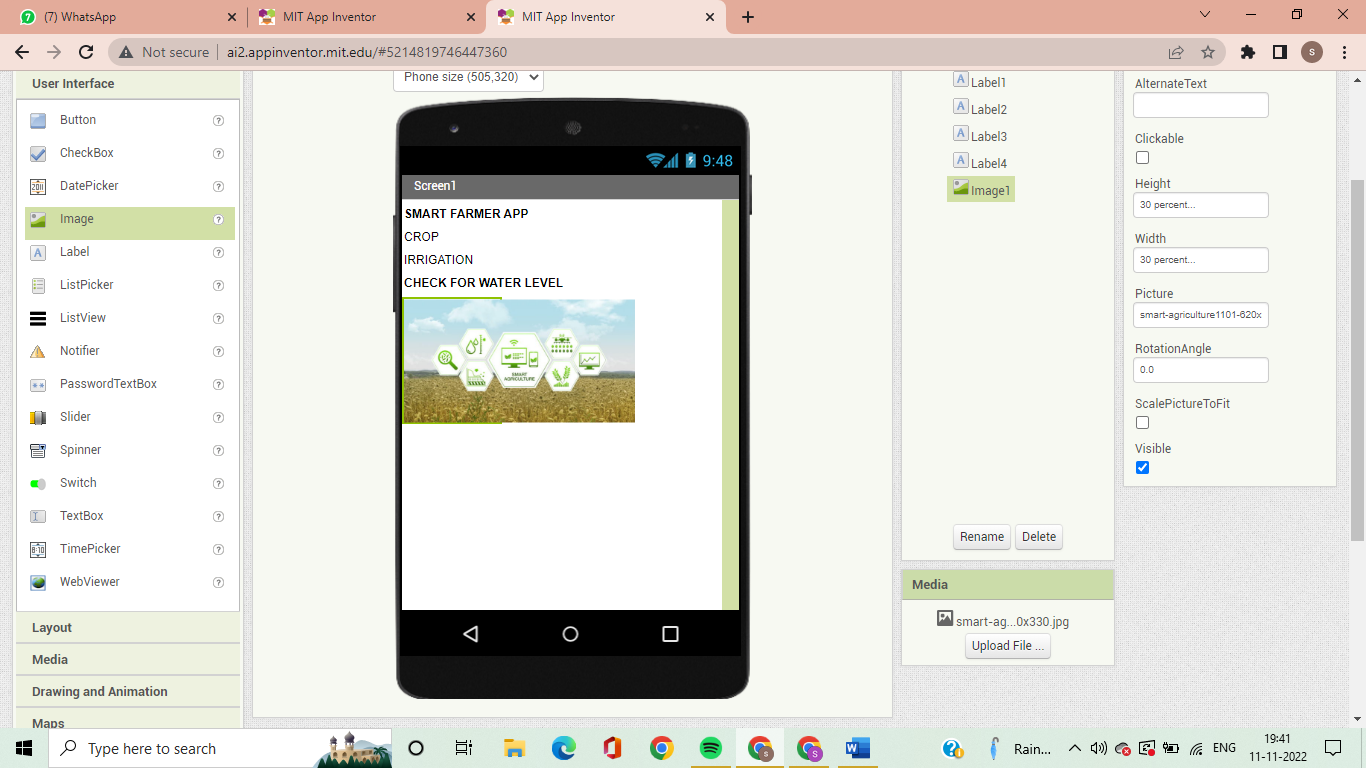 (7) WhatsApp
MIT App Inventor
MIT App Inventor
Not secure
ai2.appinventor.mit.edu/#5214819746447360
S
User Interface
Button
CheckBox
DatePicker
Image
Label
ListPicker
ListView
Notifier
PasswordTextBox
Slider
Spinner
Switch
TextBox
TimePicker
WebViewer
Layout
Media
Drawing and Animation
Maps
Phone size (505,320)
9:48
Screen1
SMART FARMER APP
CROP
IRRIGATION
CHECK FOR WATER LEVEL
SMART
AGRICULTURE
Label1
Label2
Label3
Label4
Image1
Rename Delete
Media
smart-ag...0x330.jpg
Upload File ...
AlternateText
Clickable
Height
30 percent...
Width
30 percent...
Picture
smart-agriculture1101-620x
RotationAngle
0.0
ScalePictureToFit
Visible
Type here to search
Rain...
ENG
19:41
11-11-2022